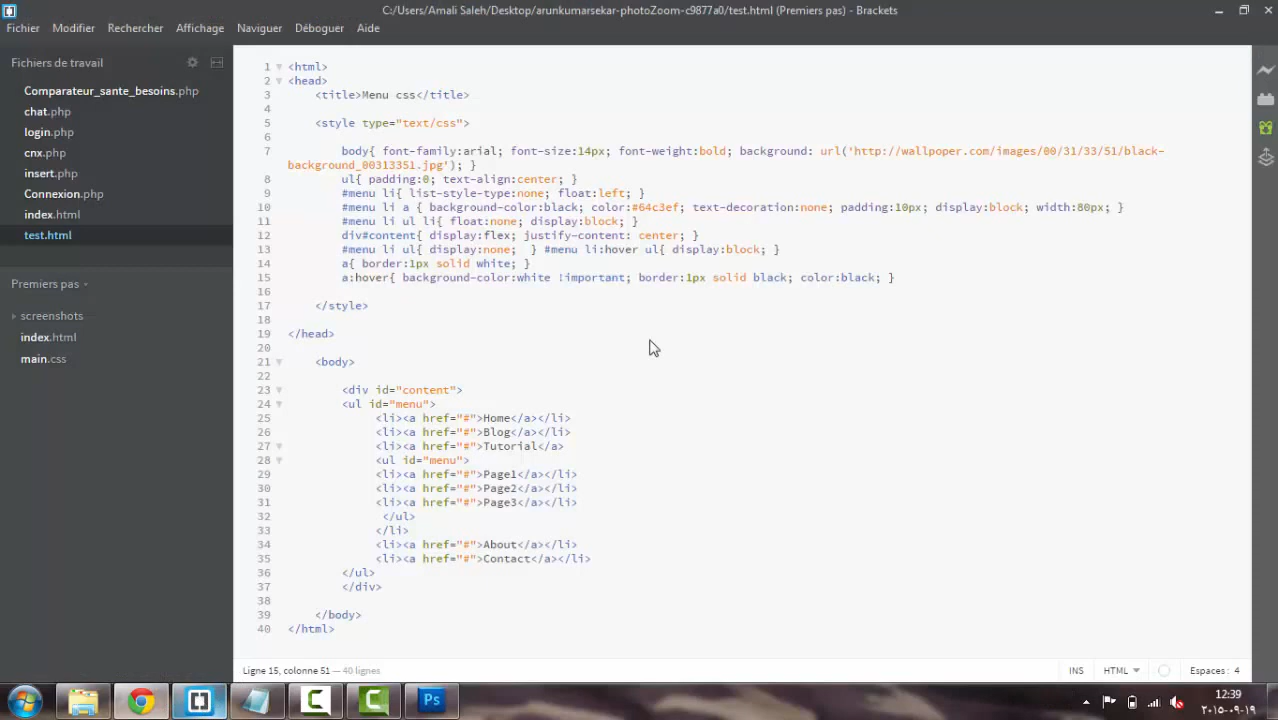 C:/Users/Amali Saleh/Desktop/arunkumarsekar-photoZoom-c9877a0/test.html (Premiers pas) - Brackets
Fichier Modifier Rechercher Affichage Naviguer Déboguer Aide
Fichiers de travail
Comparateur_sante_besoins.php
chat.php
login.php
cnx.php
insert.php
Connexion.php
index.html
test.html
Premiers pas
screenshots
index.html
main.css
1 <html>
2 <head>
3 <title>Menu css</title>
4
5 <style type="text/css">
6
7 body{ font-family:arial; font-size:14px; font-weight:bold; background: url('http://wallpoper.com/images/00/31/33/51/black-
background_00313351.jpg'); }
8 ul{ padding:0; text-align:center; }
9 #menu li{ list-style-type:none; float:left; }
10 #menu li a { background-color:black; color:#64c3ef; text-decoration:none; padding:10px; display:block; width:80px; }
11 #menu li ul li{ float:none; display:block; }
12 div#content{ display:flex; justify-content: center; }
13 #menu li ul{ display:none;  } #menu li:hover ul{ display:block; }
14 a{ border:1px solid white; }
15 a:hover{ background-color:white !important; border:1px solid black; color:black; }
16
17 </style>
18
19 </head>
20
21 <body>
22
23 <div id="content">
24 <ul id="menu">
25 <li><a href="#">Home</a></li>
26 <li><a href="#">Blog</a></li>
27 <li><a href="#">Tutorial</a>
28 <ul id="menu">
29 <li><a href="#">Page1</a></li>
30 <li><a href="#">Page2</a></li>
31 <li><a href="#">Page3</a></li>
32 </ul>
33 </li>
34 <li><a href="#">About</a></li>
35 <li><a href="#">Contact</a></li>
36 </ul>
37 </div>
38
39 </body>
40 </html>
Ligne 15, colonne 51 — 40 lignes
INS HTML Espaces : 4
Ps
12:39
٢٠١٥-٠٩-١٩